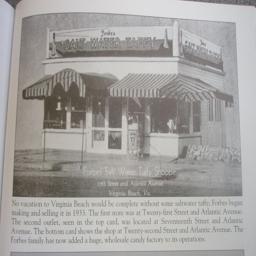 Forbes
SALT WATER TAFFY
Forbes' Salt Water Taffy Shoppe
17th Street and Atlantic Avenue
Virginia Beach, Va.
No vacation to Virginia Beach would be complete without some saltwater taffy. Forbes began
making and selling it in 1933. The first store was at Twenty-first Street and Atlantic Avenue.
The second outlet, seen in the top card, was located at Seventeenth Street and Atlantic
Avenue. The bottom card shows the shop at Twenty-second Street and Atlantic Avenue. The
Forbes family has now added a huge, wholesale candy factory to its operations.